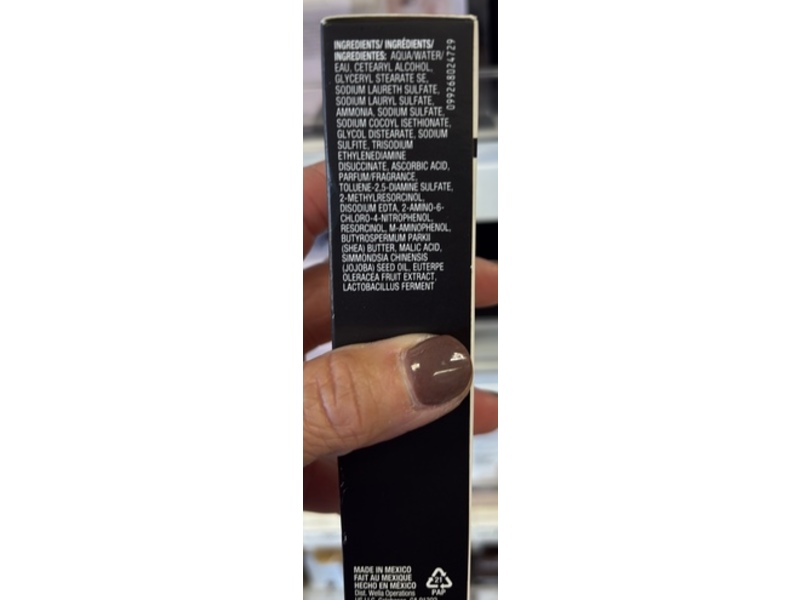 INGREDIENTS/ INGRÉDIENTS/
INGREDIENTES: AQUA/WATER/
EAU, CETEARYL ALCOHOL,
GLYCERYL STEARATE SE,
SODIUM LAURETH SULFATE,
SODIUM LAURYL SULFATE,
AMMONIA, SODIUM SULFATE,
SODIUM COCOYL ISETHIONATE,
GLYCOL DISTEARATE, SODIUM
SULFITE, TRISODIUM
ETHYLENEDIAMINE
DISUCCINATE, ASCORBIC ACID,
PARFUM/FRAGRANCE,
TOLUENE-2,5-DIAMINE SULFATE,
2-METHYLRESORCINOL,
DISODIUM EDTA, 2-AMINO-6-
CHLORO-4-NITROPHENOL,
RESORCINOL, M-AMINOPHENOL,
BUTYROSPERMUM PARKII
(SHEA) BUTTER, MALIC ACID,
SIMMONDSIA CHINENSIS
(JOJOBA) SEED OIL, EUTERPE
OLERACEA FRUIT EXTRACT,
LACTOBACILLUS FERMENT
099268024729
MADE IN MEXICO
FAIT AU MEXIQUE
HECHO EN MÉXICO
Dist. Wella Operations
21
PAP